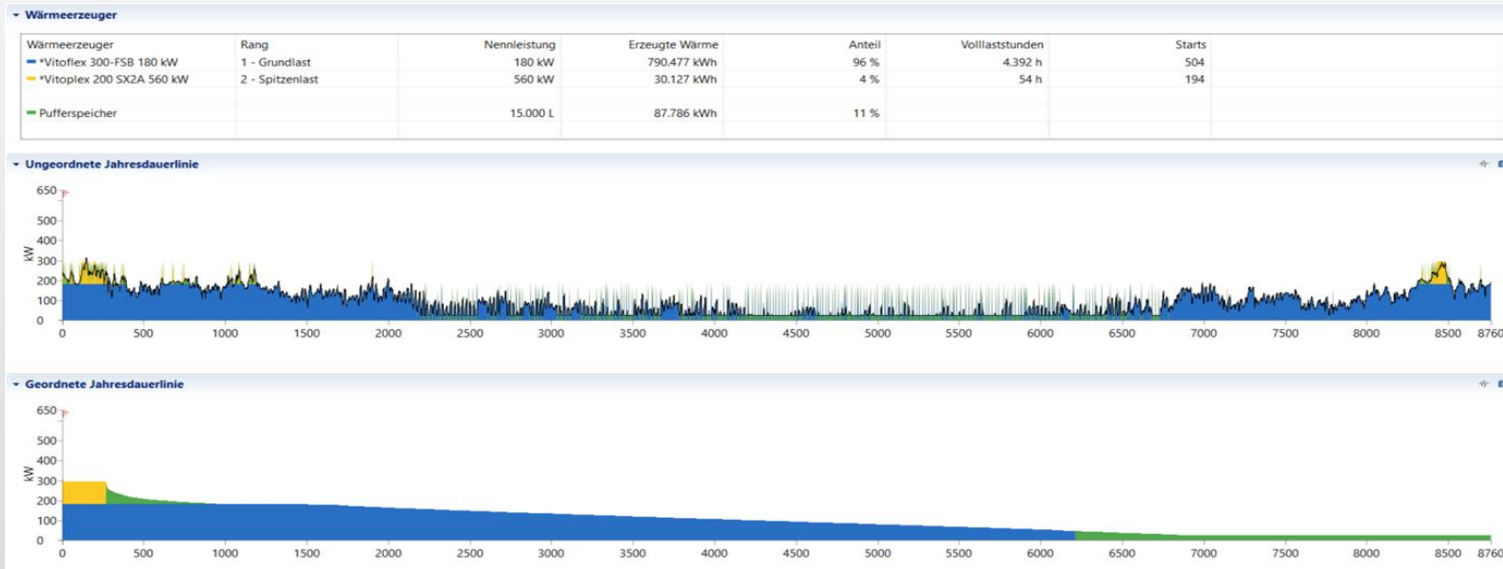 Wärmeerzeuger
Wärmeerzeuger Rang Nennleistung Erzeugte Wärme Anteil Volllaststunden Starts
*Vitoflex 300-FSB 180 kW 1 - Grundlast 180 kW 790.477 kWh 96 % 4.392 h 504
*Vitoplex 200 SX2A 560 kW 2 - Spitzenlast 560 kW 30.127 kWh 4 % 54 h 194
Pufferspeicher 15.000 L 87.786 kWh 11 %
Ungeordnete Jahresdauerlinie
650
500
400
300
200
100
0
kW
0 500 1000 1500 2000 2500 3000 3500 4000 4500 5000 5500 6000 6500 7000 7500 8000 8500 8760
Geordnete Jahresdauerlinie
650
500
400
300
200
100
0
kW
0 500 1000 1500 2000 2500 3000 3500 4000 4500 5000 5500 6000 6500 7000 7500 8000 8500 8760